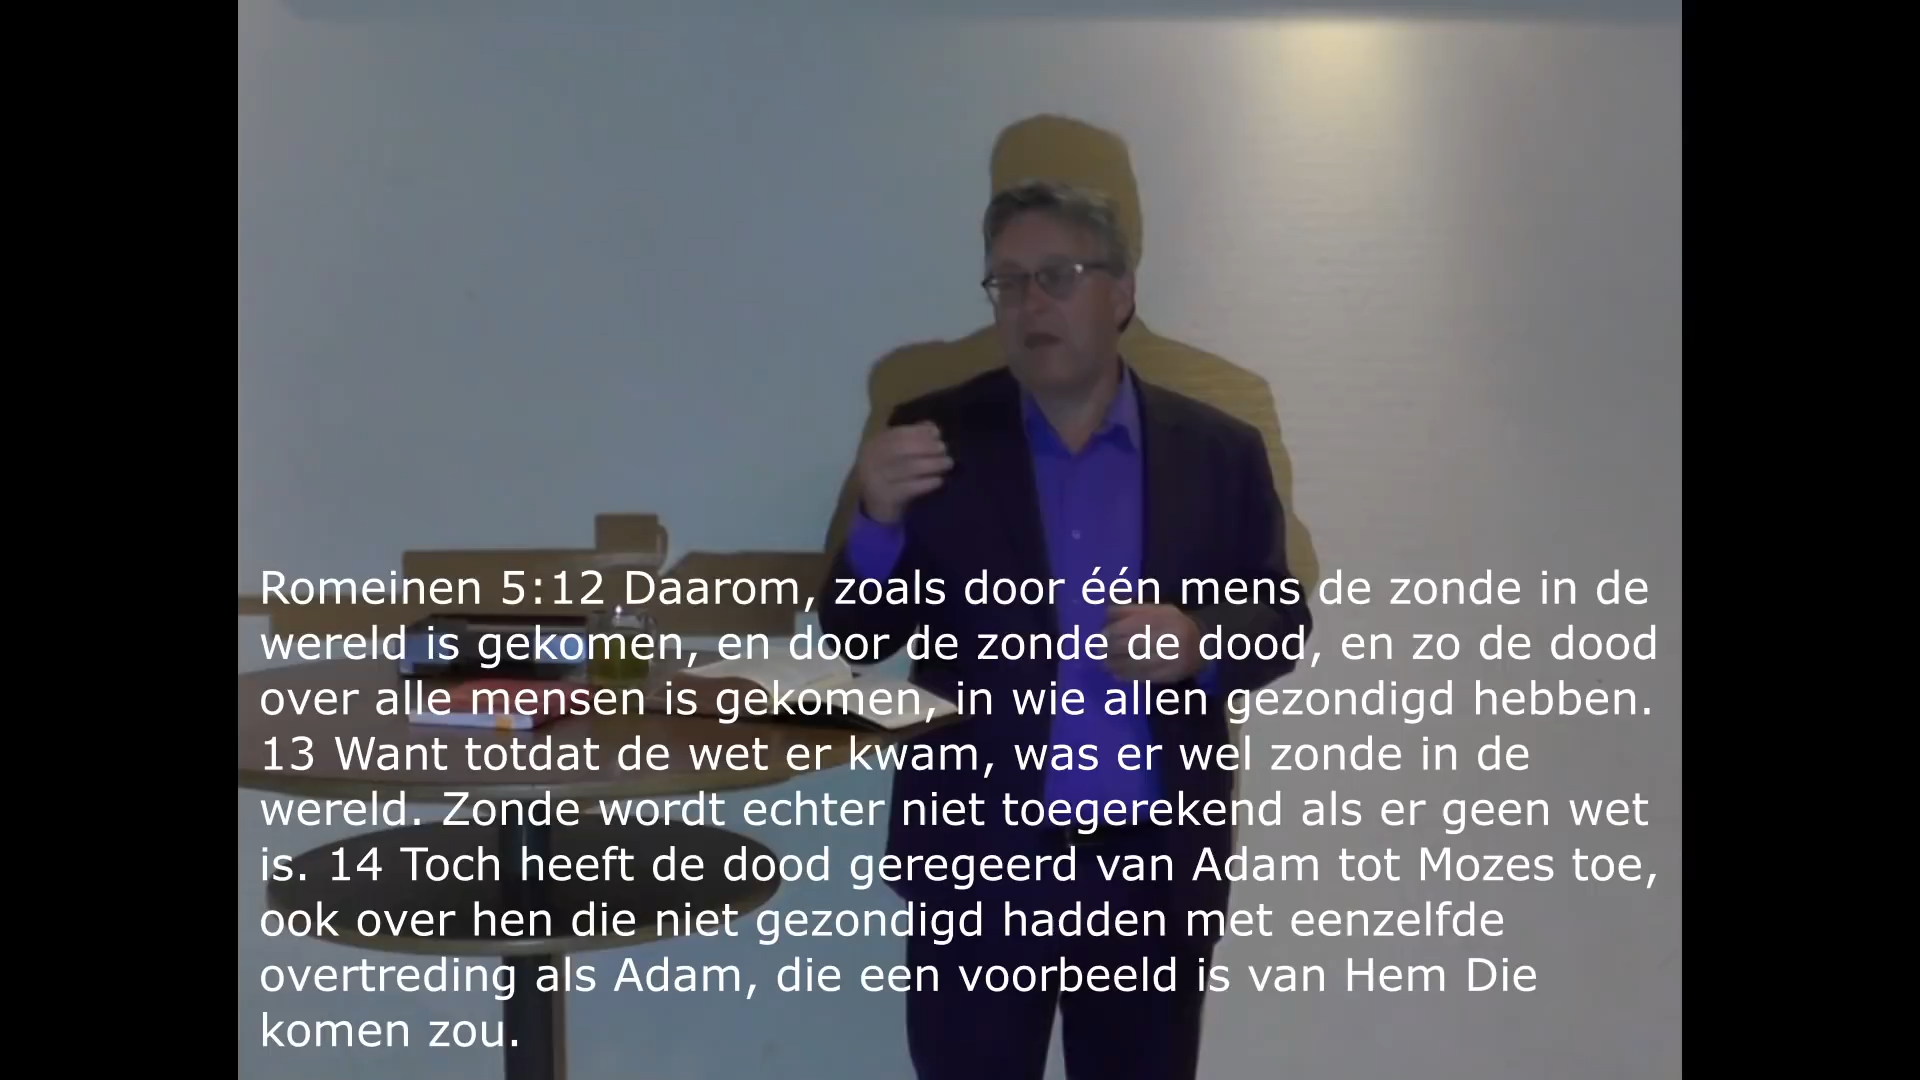 Romeinen 5:12 Daarom, zoals door één mens de zonde in de
wereld is gekomen, en door de zonde de dood, en zo de dood
over alle mensen is gekomen, in wie allen gezondigd hebben.
13 Want totdat de wet er kwam, was er wel zonde in de
wereld. Zonde wordt echter niet toegerekend als er geen wet
is. 14 Toch heeft de dood geregeerd van Adam tot Mozes toe,
ook over hen die niet gezondigd hadden met eenzelfde
overtreding als Adam, die een voorbeeld is van Hem Die
komen zou.